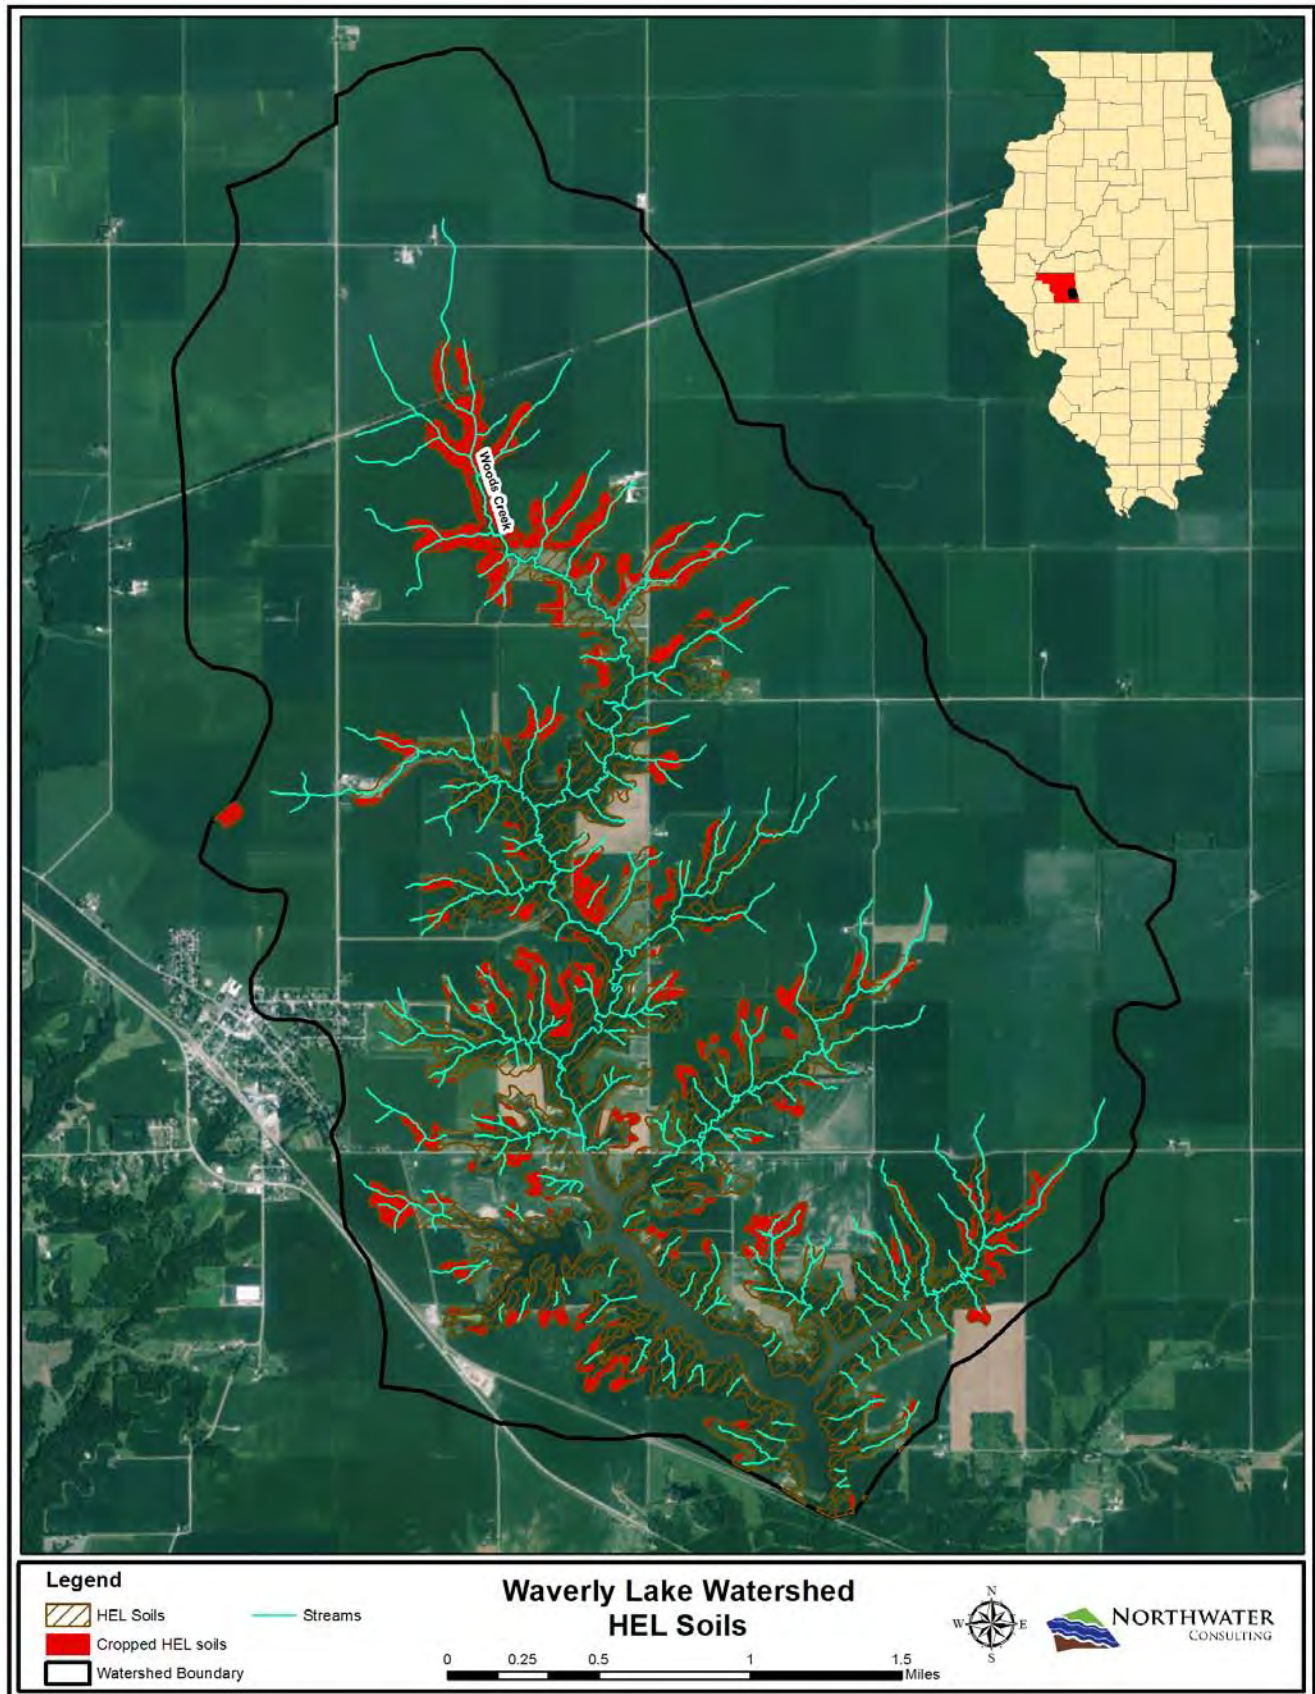 Woods Creek
Legend
HEL Soils
Streams
Cropped HEL soils
Watershed Boundary
Waverly Lake Watershed
HEL Soils
0 0.25 0.5 1 1.5
Miles
N
W E
S
NORTHWATER
CONSULTING